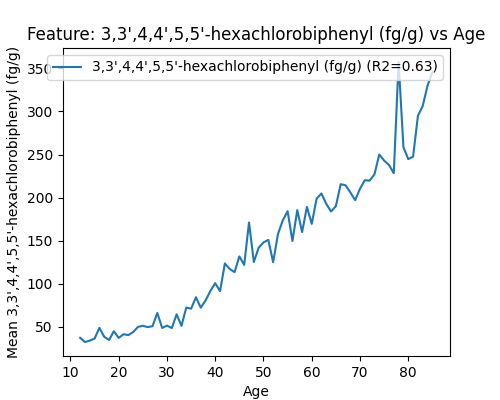 Feature: 3,3',4,4',5,5'-hexachlorobiphenyl (fg/g) vs Age
3,3',4,4',5,5'-hexachlorobiphenyl (fg/g) (R2=0.63)
Mean 3,3',4,4',5,5'-hexachlorobiphenyl (fg/g)
350
300
250
200
150
100
50
10 20 30 40 50 60 70 80
Age